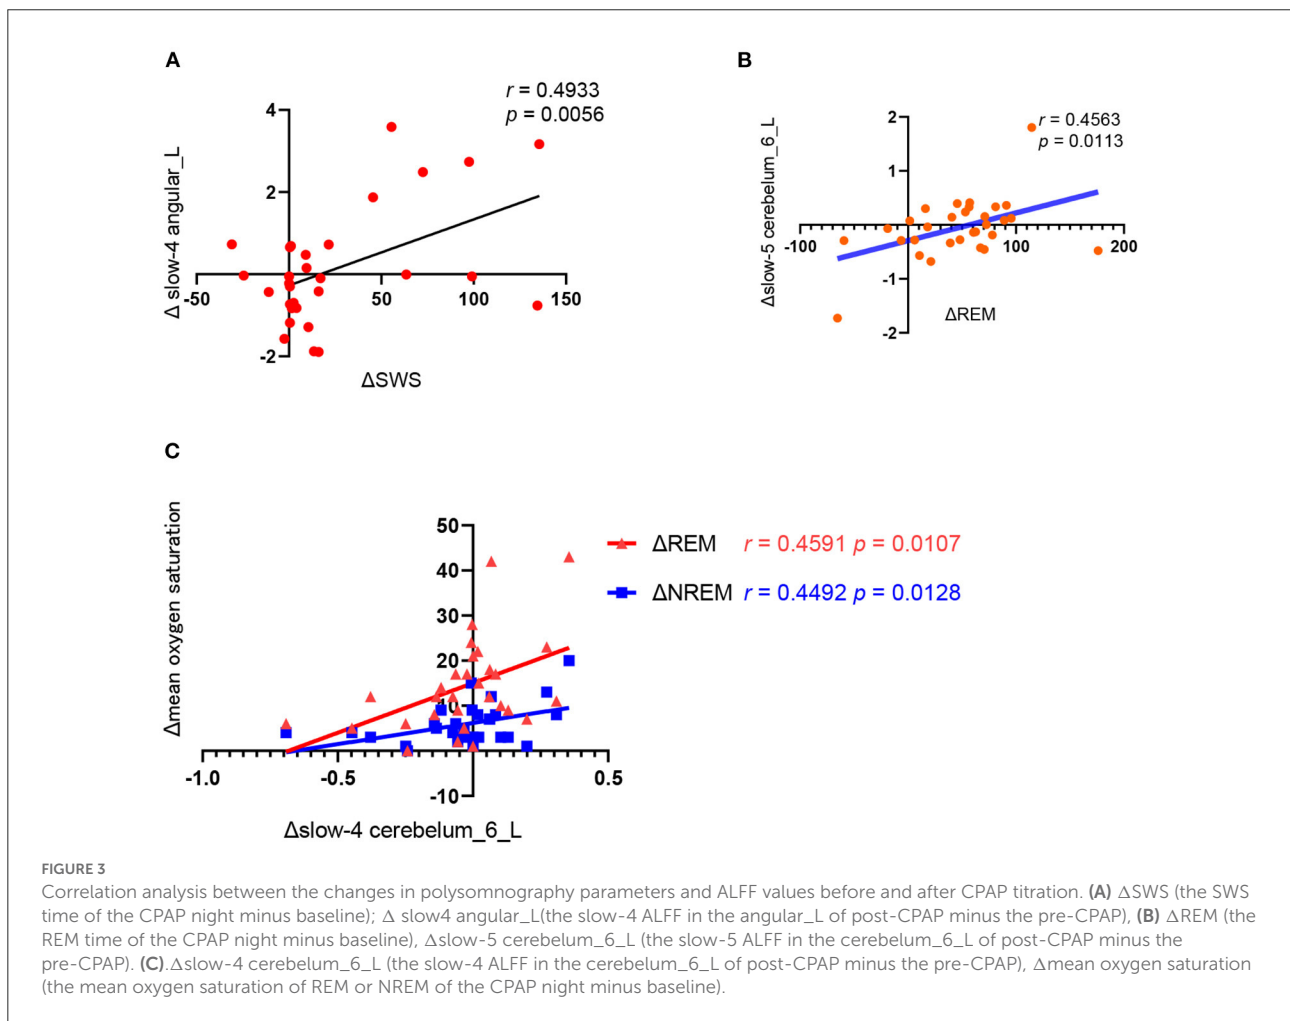 A
r = 0.4933
p = 0.0056
4
2
-2
-50
50
100
150
Δ slow-4 angular_L
ΔSWS
B
r = 0.4563
p = 0.0113
2
1
-1
-2
-100
100
200
Δslow-5 cerebelum_6_L
ΔREM
C
50
40
30
20
10
-10
-1.0
-0.5
0.5
Δmean oxygen saturation
Δslow-4 cerebelum_6_L
ΔREM r = 0.4591 p = 0.0107
ΔNREM r = 0.4492 p = 0.0128
FIGURE 3
Correlation analysis between the changes in polysomnography parameters and ALFF values before and after CPAP titration. (A) ΔSWS (the SWS
time of the CPAP night minus baseline); Δ slow4 angular_L(the slow-4 ALFF in the angular_L of post-CPAP minus the pre-CPAP), (B) ΔREM (the
REM time of the CPAP night minus baseline), Δslow-5 cerebelum_6_L (the slow-5 ALFF in the cerebelum_6_L of post-CPAP minus the
pre-CPAP). (C).Δslow-4 cerebelum_6_L (the slow-4 ALFF in the cerebelum_6_L of post-CPAP minus the pre-CPAP), Δmean oxygen saturation
(the mean oxygen saturation of REM or NREM of the CPAP night minus baseline).